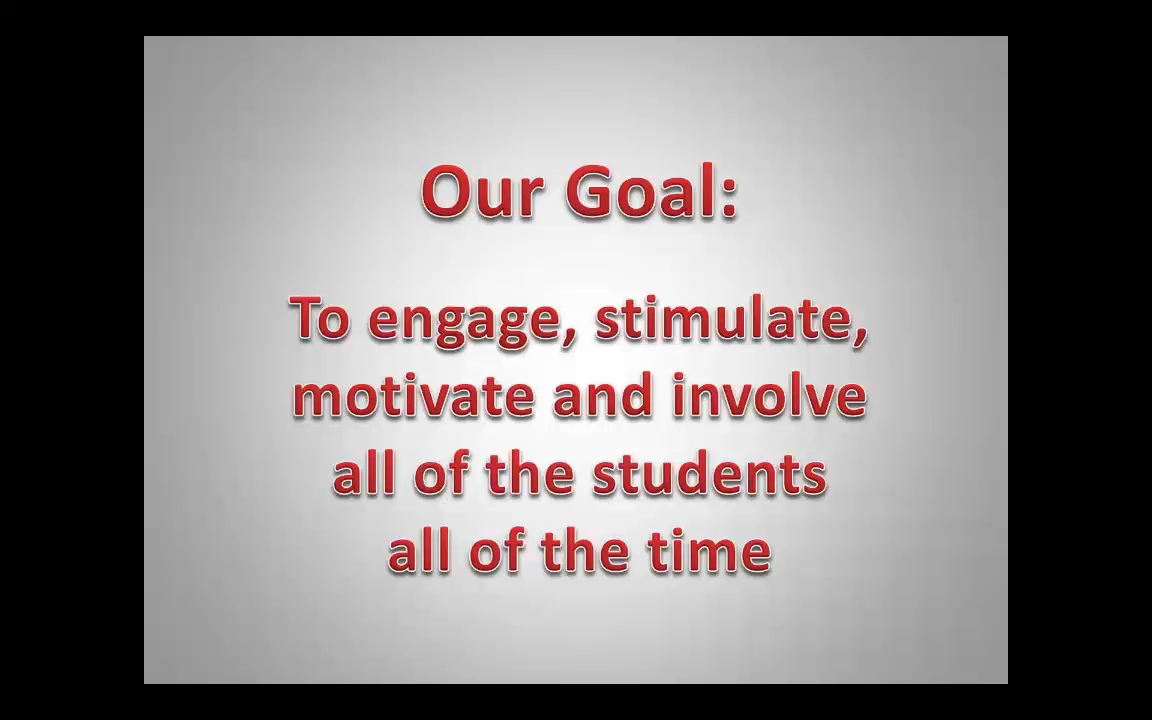 Our Goal:
To engage, stimulate,
motivate and involve
all of the students
all of the time